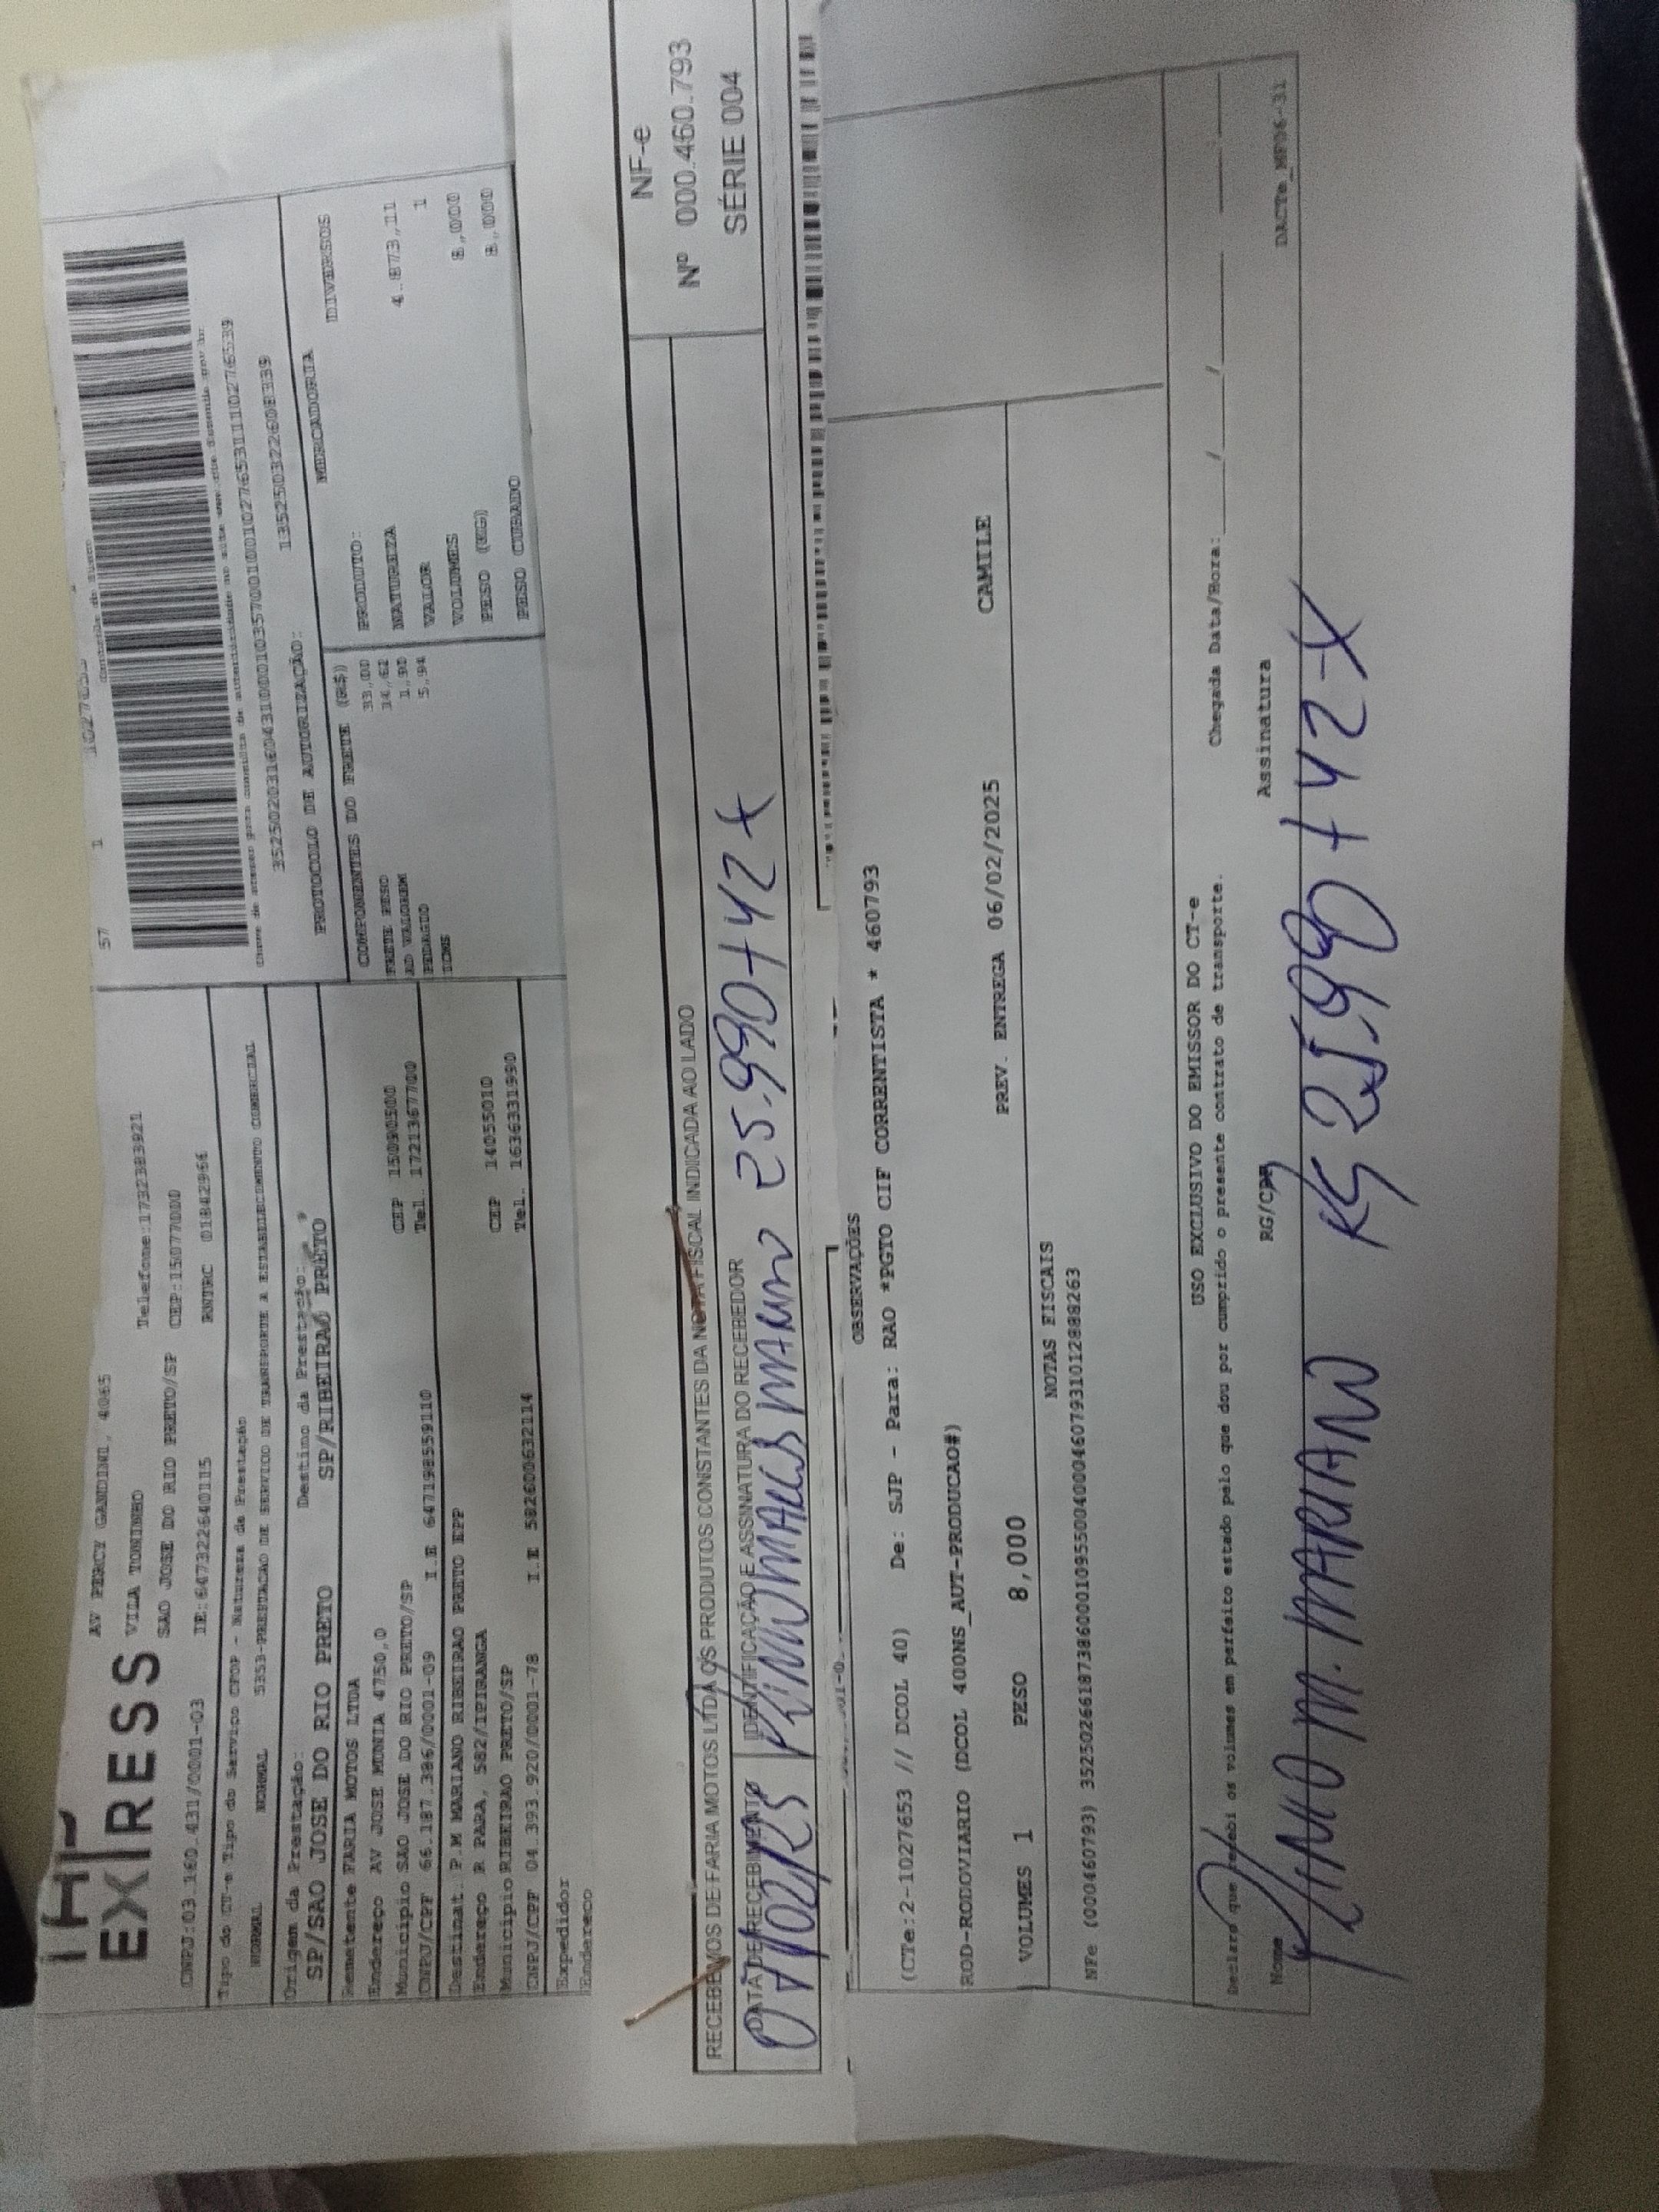 EXPRESS
AV PERCY GANDINI, 4065
VILA TONINHO Telefone:1732383921
SAO JOSE DO RIO PRETO/SP CEP:15077000
CNPJ:03.160.431/0001-03 IE:647322640115 RNTRC 01842964
57 1
Tipo do CT-e Tipo do Serviço CFOP - Natureza da Prestação
NORMAL NORMAL 5353-PRESTACAO DE SERVICO DE TRANSPORTE A ESTABELECIMENTO COMERCIAL
PROTOCOLO DE AUTORIZAÇÃO:
Origem da Prestação: Destino da Prestação:
SP/SAO JOSE DO RIO PRETO SP/RIBEIRAO PRETO
Remetente FARIA MOTOS LTDA
Endereço AV JOSE MUNIA 4750,0 CEP 15090500
Municipio SAO JOSE DO RIO PRETO/SP Tel. 1721367700
CNPJ/CPF 66.187.386/0001-09 I.E 647198559110
Destinat. P.M MARIANO RIBEIRAO PRETO EPP
Endereço R PARA, 582/IPIRANGA CEP 14055010
Municipio RIBEIRAO PRETO/SP Tel. 1636331990
CNPJ/CPF 04.393.920/0001-78 I.E 582600632114
Expedidor
Endereco
COMPONENTES DO FRETE (R$)
FRETE PESO 33,00
AD VALOREM 14,62
PEDAGIO 1,90
ICMS 5,94
MERCADORIA
PRODUTO: DIVERSOS
NATUREZA
VALOR 4.873,11
VOLUMES 1
PESO (KG) 8,000
PESO CUBADO 8,000
RECEBEMOS DE FARIA MOTOS LTDA OS PRODUTOS CONSTANTES DA NOTA FISCAL INDICADA AO LADO
NF-e
Nº 000.460.793
SÉRIE 004
DATA DE RECEBIMENTO IDENTIFICAÇÃO E ASSINATURA DO RECEBEDOR
OBSERVAÇÕES
(CTe:2-1027653 // DCOL 40) De: SJP - Para: RAO *PGTO CIF CORRENTISTA * 460793
ROD-RODOVIARIO (DCOL 400NS_AUT-PRODUCAO#)
VOLUMES 1 PESO 8,000 PREV. ENTREGA 06/02/2025 CAMILE
NOTAS FISCAIS
NFe (000460793) 35250266187386000109550040004607931012888263
USO EXCLUSIVO DO EMISSOR DO CT-e
Declaro que recebi os volumes em perfeito estado pelo que dou por cumprido o presente contrato de transporte.
Chegada Data/Hora: / / :
Nome RG/CPF Assinatura
M. MARIANO
DACTe_MF06-31